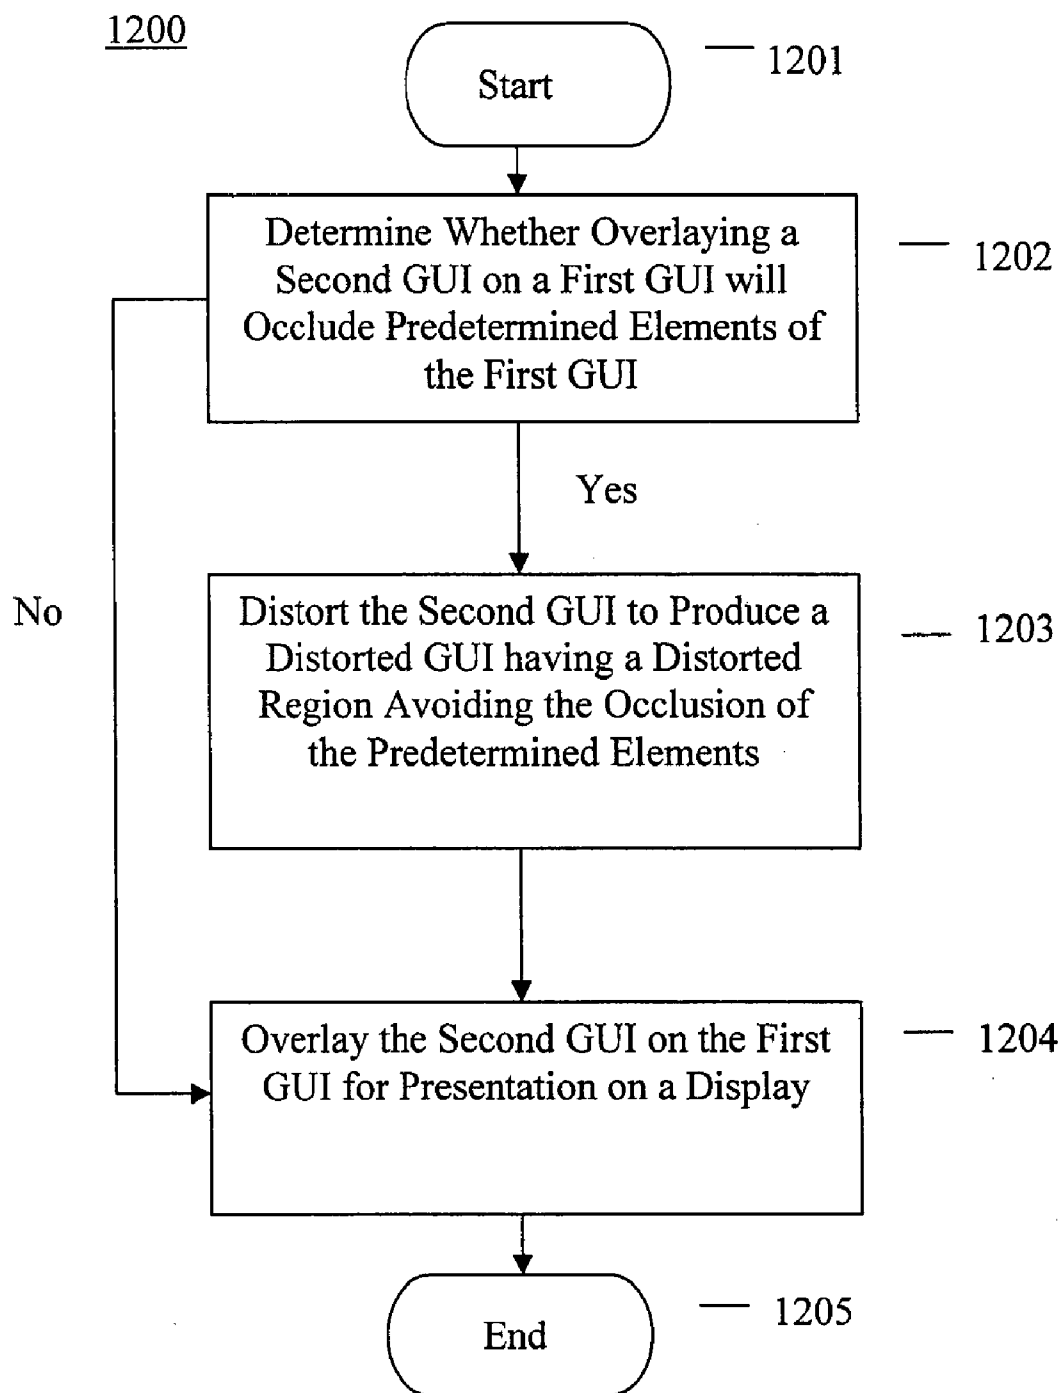 1200
Start
1201
Determine Whether Overlaying a
Second GUI on a First GUI will
Occlude Predetermined Elements of
the First GUI
1202
Yes
No
Distort the Second GUI to Produce a
Distorted GUI having a Distorted
Region Avoiding the Occlusion of
the Predetermined Elements
1203
Overlay the Second GUI on the First
GUI for Presentation on a Display
1204
End
1205